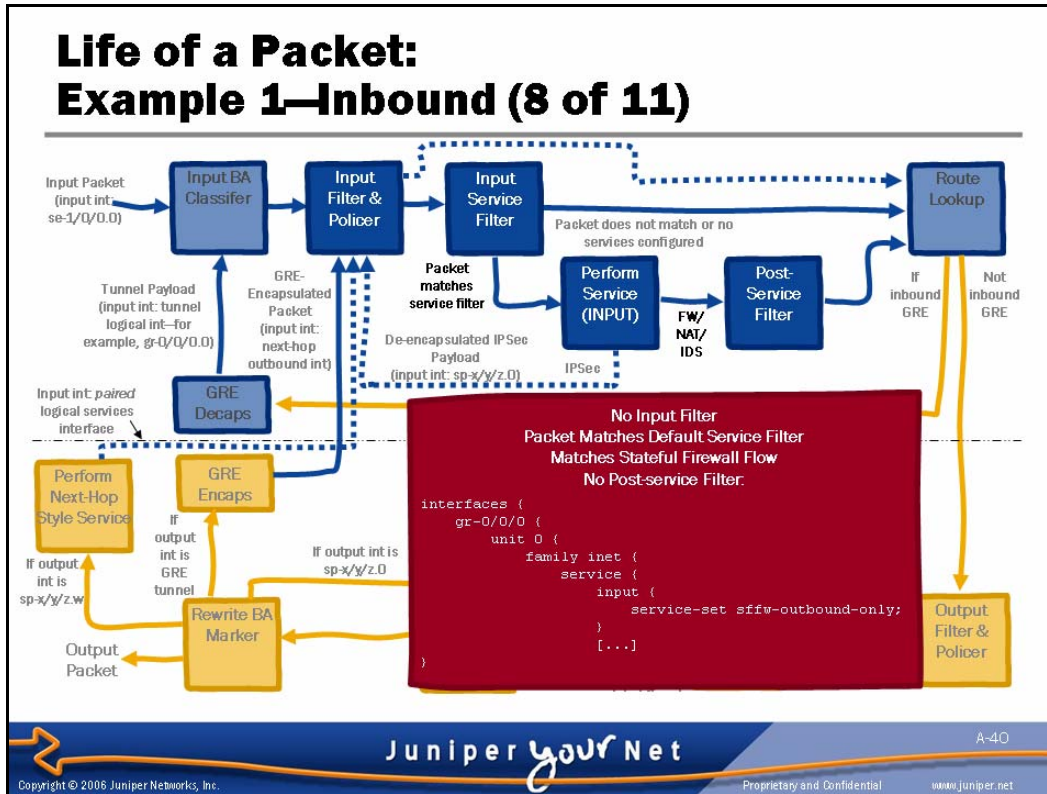 Life of a Packet:
Example 1—Inbound (8 of 11)
Input Packet
(input int:
se-1/0/0.0)
Input BA
Classifer
Input
Filter &
Policer
Input
Service
Filter
Route
Lookup
Packet does not match or no
services configured
Packet
matches
service filter
Perform
Service
(INPUT)
FW/
NAT/
IDS
Post-
Service
Filter
If
inbound
GRE
Not
inbound
GRE
Tunnel Payload
(input int: tunnel
logical int—for
example, gr-0/0/0.0)
GRE-
Encapsulated
Packet
(input int:
next-hop
outbound int)
De-encapsulated IPSec
Payload
(input int: sp-x/y/z.0)
IPSec
Input int: paired
logical services
interface
GRE
Decaps
Perform
Next-Hop
Style Service
GRE
Encaps
If
output
int is
GRE
tunnel
If output int is
sp-x/y/z.0
If output
int is
sp-x/y/z.w
Rewrite BA
Marker
Output
Packet
No Input Filter
Packet Matches Default Service Filter
Matches Stateful Firewall Flow
No Post-service Filter:
interfaces {
gr-0/0/0 {
unit 0 {
family inet {
service {
input {
service-set sffw-outbound-only;
}
[...]
}
Output
Filter &
Policer
Juniper your Net
A-40
Copyright © 2006 Juniper Networks, Inc.
Proprietary and Confidential
www.juniper.net